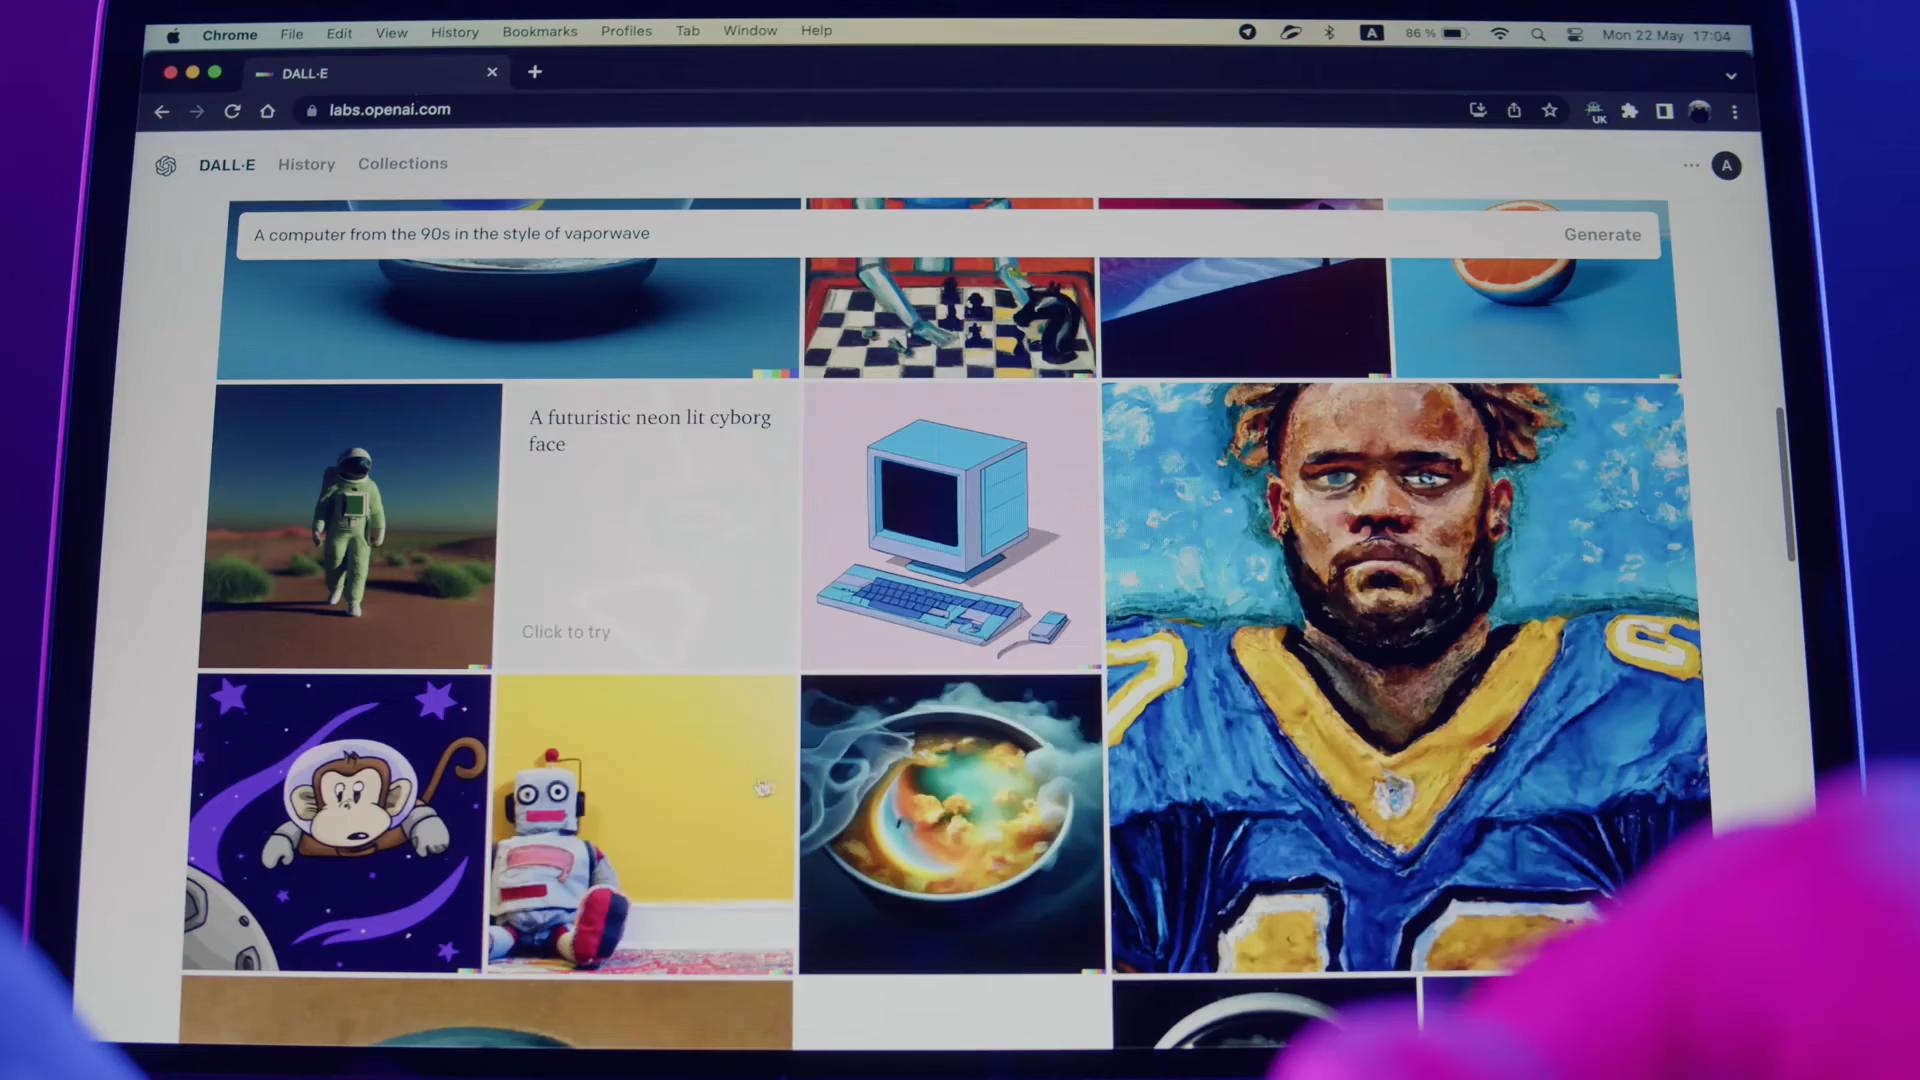 Chrome File Edit View History Bookmarks Profiles Tab Window Help A 86 % Mon 22 May 17:04
DALL·E
labs.openai.com UK
DALL·E History Collections A
A computer from the 90s in the style of vaporwave Generate
A futuristic neon lit cyborg
face
Click to try